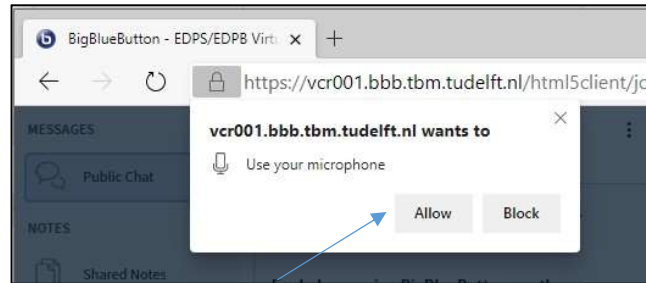 BigBlueButton - EDPS/EDPB Virt
https://vcr001.bbb.tbm.tudelft.nl/html5client/jo
MESSAGES
vcr001.bbb.tbm.tudelft.nl wants to
Use your microphone
Public Chat
Allow Block
NOTES
Shared Notes